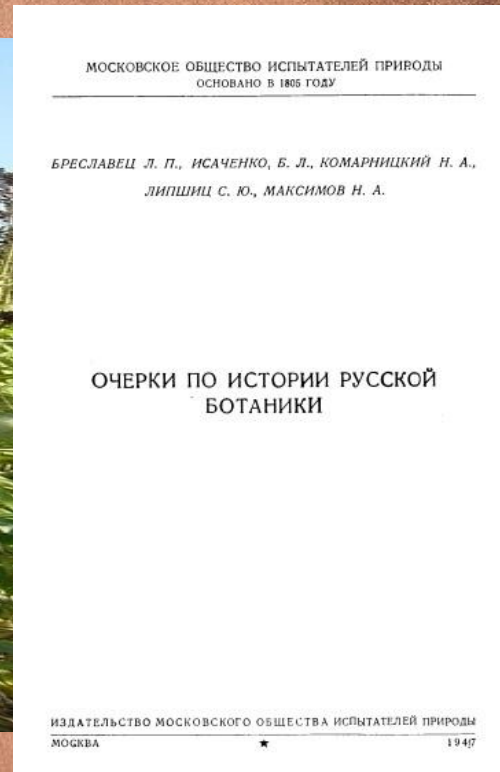 МОСКОВСКОЕ ОБЩЕСТВО ИСПЫТАТЕЛЕЙ ПРИРОДЫ
ОСНОВАНО В 1805 ГОДУ
БРЕСЛАВЕЦ Л. П., ИСАЧЕНКО, Б. Л., КОМАРНИЦКИЙ Н. А.,
ЛИПШИЦ С. Ю., МАКСИМОВ Н. А.
ОЧЕРКИ ПО ИСТОРИИ РУССКОЙ
БОТАНИКИ
ИЗДАТЕЛЬСТВО МОСКОВСКОГО ОБЩЕСТВА ИСПЫТАТЕЛЕЙ ПРИРОДЫ
МОСКВА ★ 1947